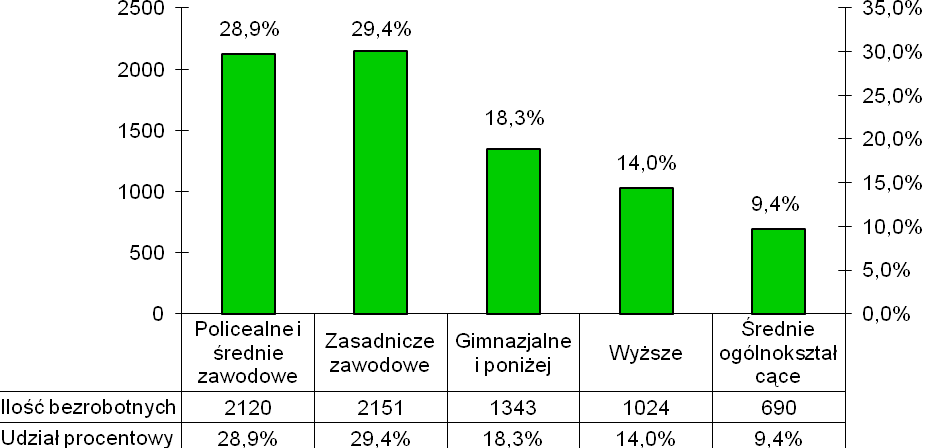 2500
2000
1500
1000
500
0
35,0%
30,0%
25,0%
20,0%
15,0%
10,0%
5,0%
0,0%
28,9%
29,4%
18,3%
14,0%
9,4%
Policealne i
średnie
zawodowe
Zasadnicze
zawodowe
Gimnazjalne
i poniżej
Wyższe
Średnie
ogólnokształ
cące
Ilość bezrobotnych 2120 2151 1343 1024 690
Udział procentowy 28,9% 29,4% 18,3% 14,0% 9,4%